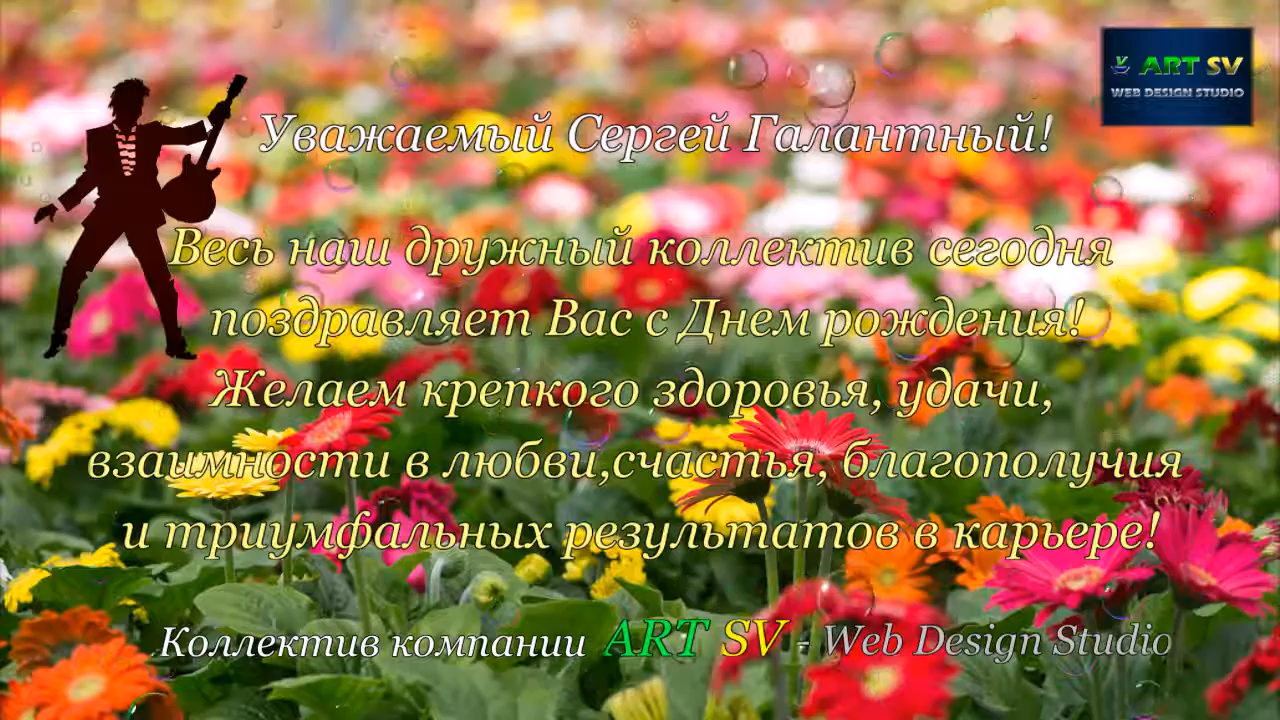 ART SV
WEB DESIGN STUDIO
Уважаемый Сергей Галантный!
Весь наш дружный коллектив сегодня
поздравляет Вас с Днем рождения!
Желаем крепкого здоровья, удачи,
взаимности в любви,счастья, благополучия
и триумфальных результатов в карьере!
Коллектив компании ART SV - Web Design Studio